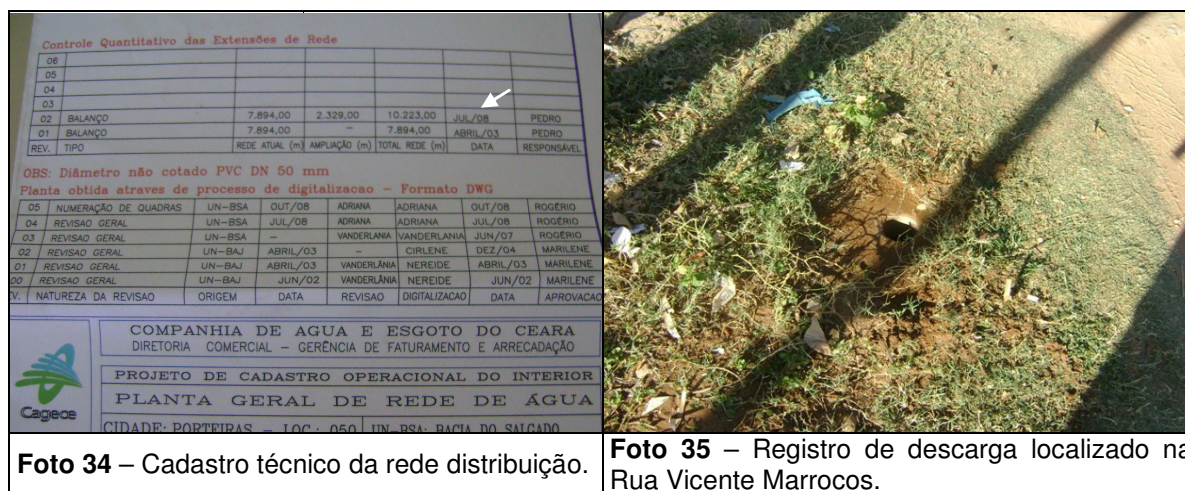 Controle Quantitativo das Extensões de Rede
06
05
04
03
02 BALANÇO 7.894,00 2.329,00 10.223,00 JUL/08 PEDRO
01 BALANÇO 7.894,00 – 7.894,00 ABRIL/03 PEDRO
REV. TIPO REDE ATUAL (m) AMPLIAÇÃO (m) TOTAL REDE (m) DATA RESPONSÁVEL
OBS: Diâmetro não cotado PVC DN 50 mm
Planta obtida atraves de processo de digitalizacao – Formato DWG
05 NUMERAÇÃO DE QUADRAS UN-BSA OUT/08 ADRIANA ADRIANA OUT/08 ROGÉRIO
04 REVISAO GERAL UN-BSA JUL/08 ADRIANA ADRIANA JUL/08 ROGÉRIO
03 REVISAO GERAL UN-BSA – VANDERLANIA VANDERLANIA JUN/07 ROGÉRIO
02 REVISAO GERAL UN-BAJ ABRIL/03 – CIRLENE DEZ/04 MARILENE
01 REVISAO GERAL UN-BAJ ABRIL/03 VANDERLÂNIA NEREIDE ABRIL/03 MARILENE
00 REVISAO GERAL UN-BAJ JUN/02 VANDERLÂNIA NEREIDE JUN/02 MARILENE
NATUREZA DA REVISAO ORIGEM DATA REVISAO DIGITALIZACAO DATA APROVACAO
COMPANHIA DE AGUA E ESGOTO DO CEARA
DIRETORIA COMERCIAL – GERÊNCIA DE FATURAMENTO E ARRECADAÇÃO
PROJETO DE CADASTRO OPERACIONAL DO INTERIOR
PLANTA GERAL DE REDE DE ÁGUA
Cagece
CIDADE: PORTEIRAS – LOC.: 050 UN-BSA: BACIA DO SALGADO
Foto 34 – Cadastro técnico da rede distribuição.
Foto 35 – Registro de descarga localizado na
Rua Vicente Marrocos.